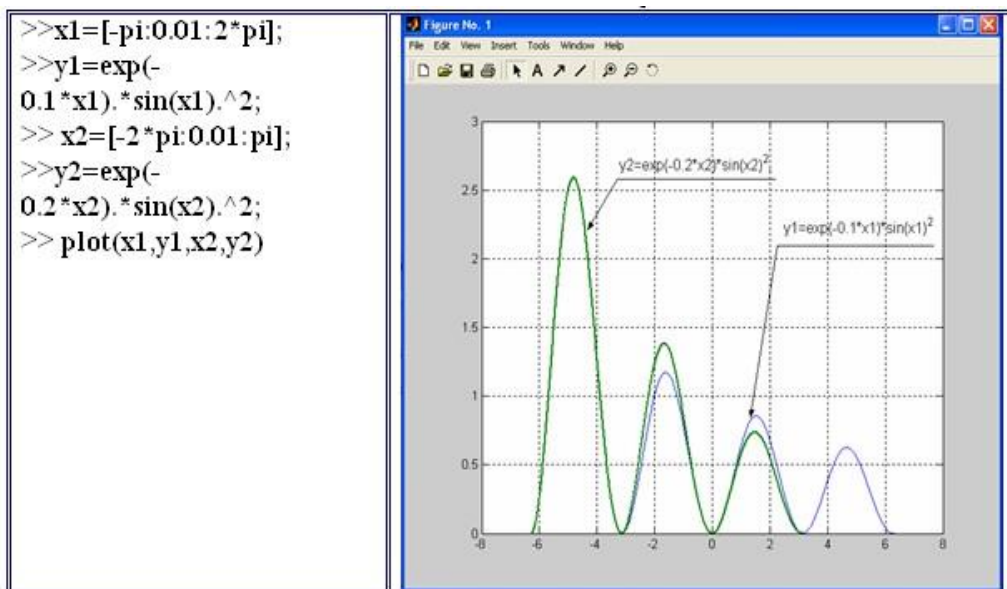 >>x1=[-pi:0.01:2*pi];
>>y1=exp(-
0.1*x1).*sin(x1).^2;
>> x2=[-2*pi:0.01:pi];
>>y2=exp(-
0.2*x2).*sin(x2).^2;
>> plot(x1,y1,x2,y2)
Figure No. 1
File Edit View Insert Tools Window Help
A
3
y2=exp(-0.2*x2)*sin(x2)²
2.5
y1=exp(-0.1*x1)*sin(x1)²
2
1.5
1
0.5
0
-8 -6 -4 -2 0 2 4 6 8